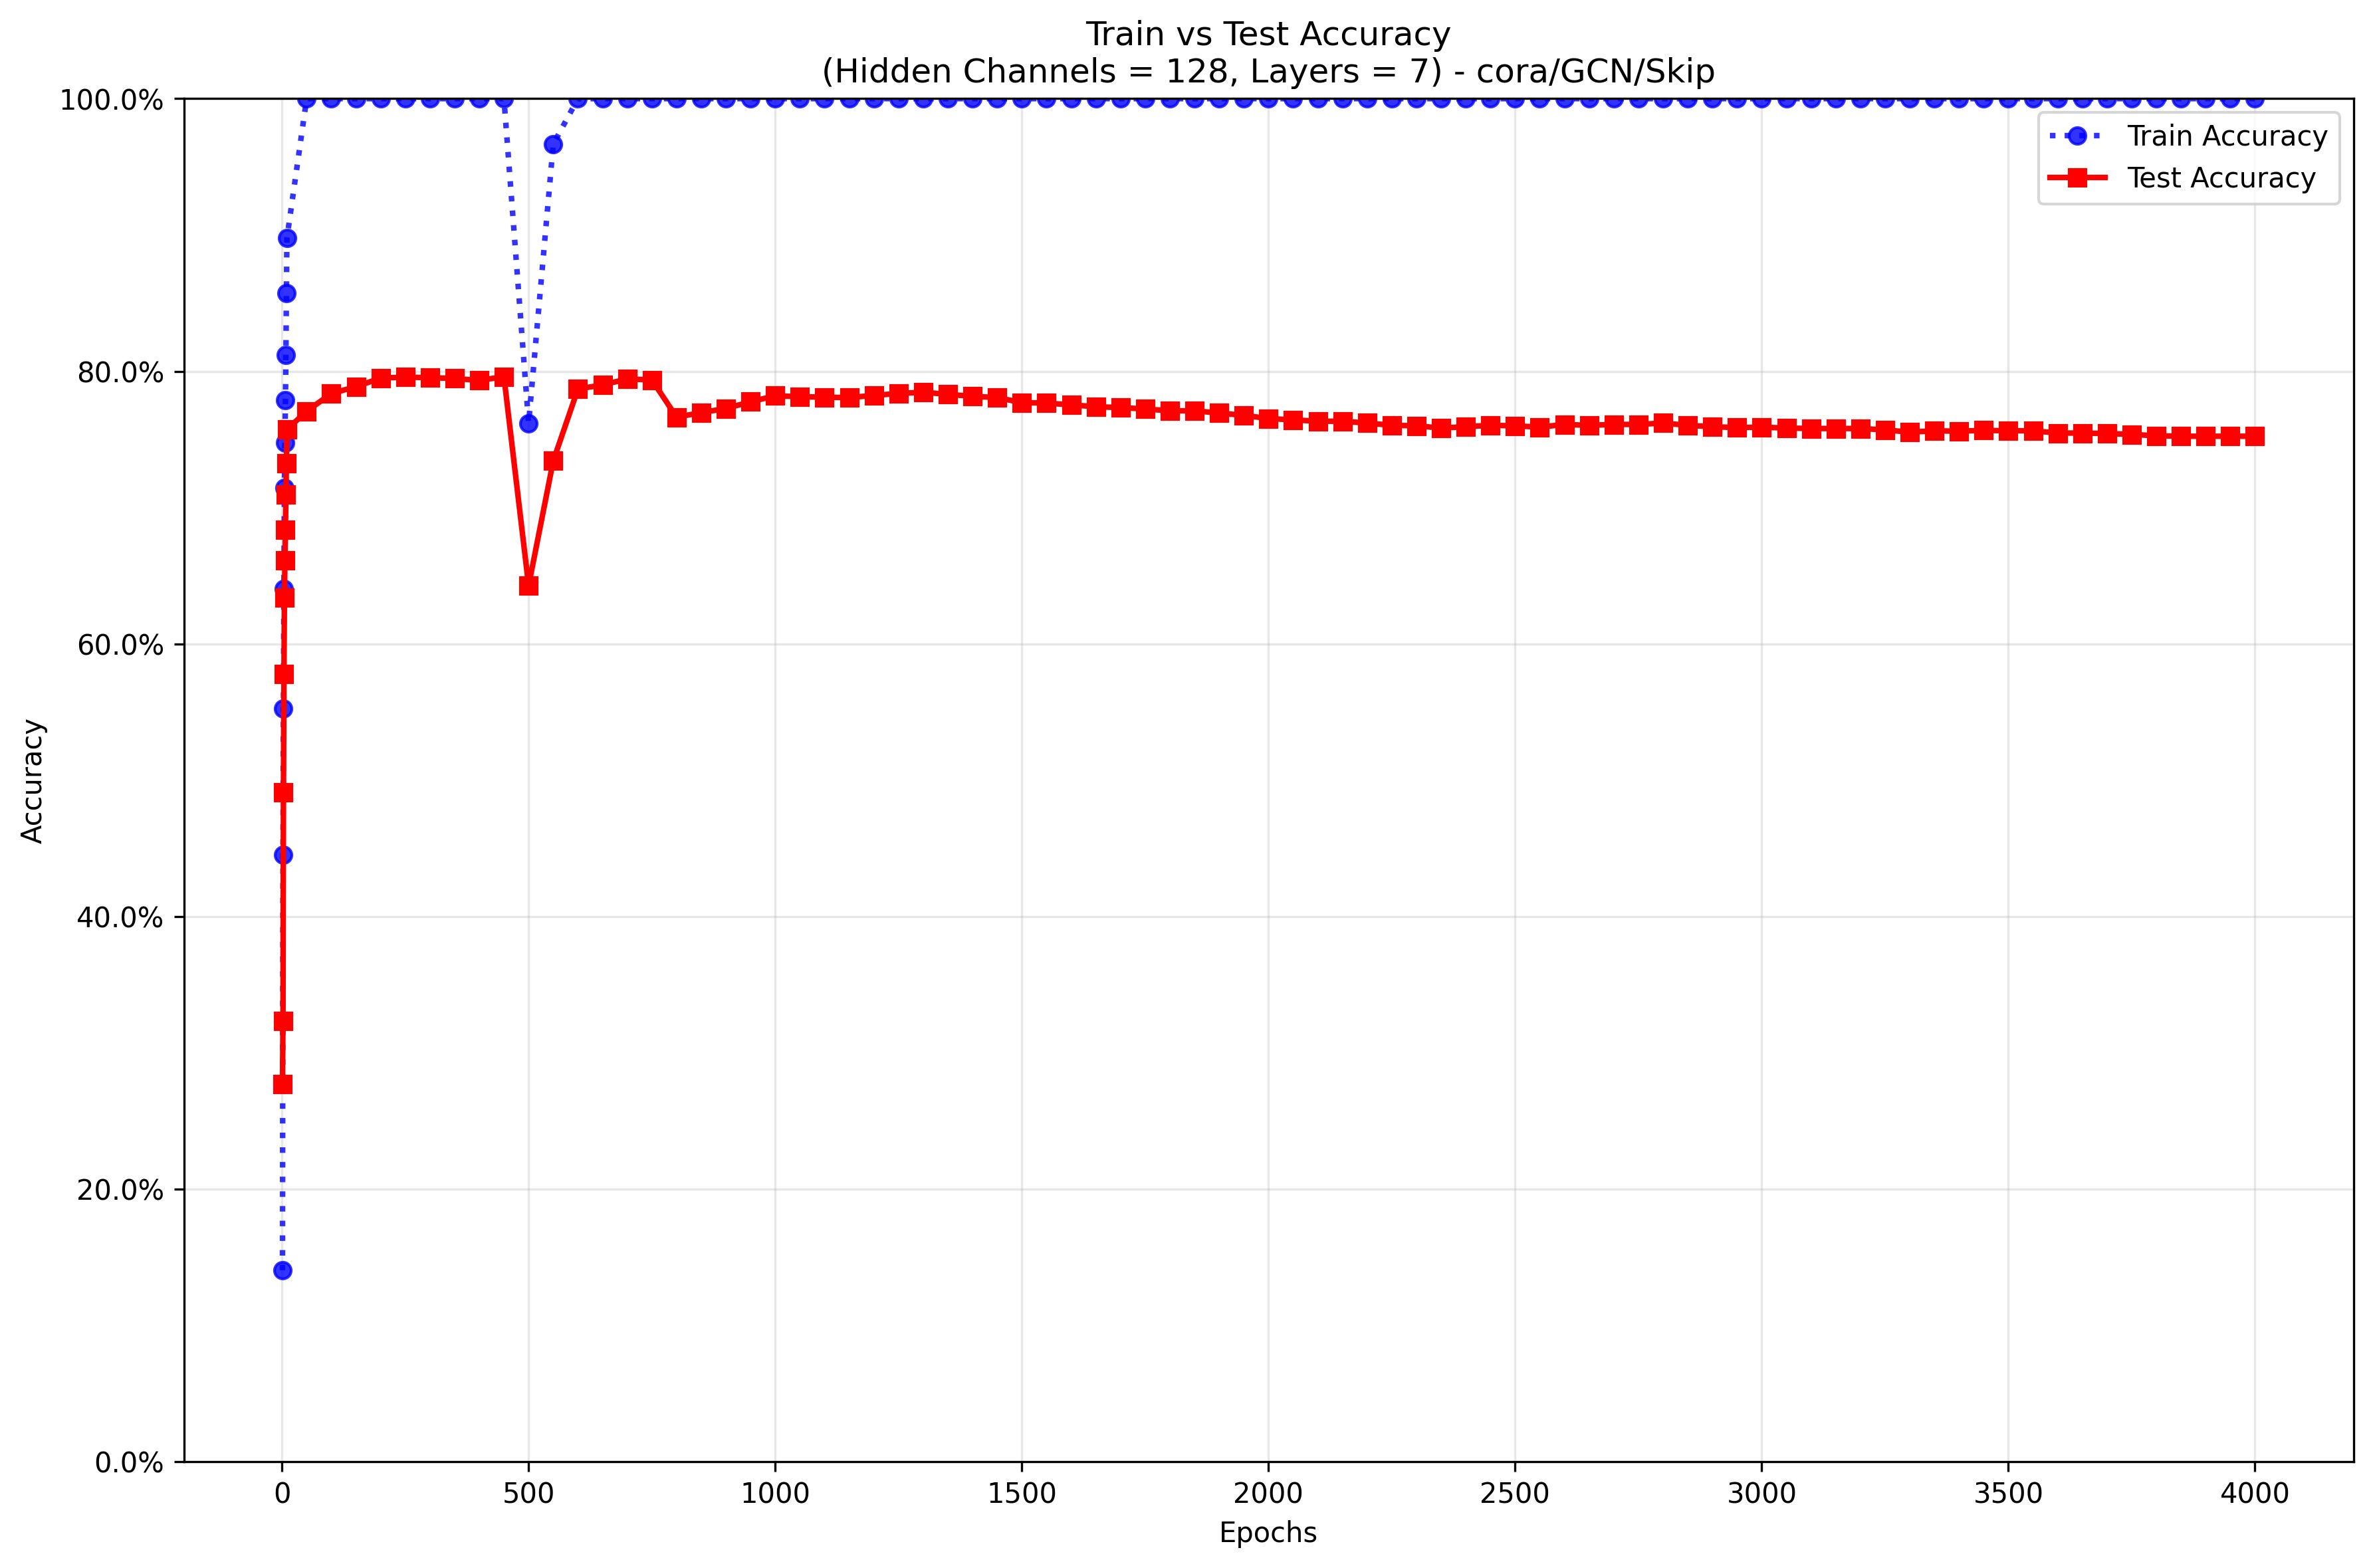 Train vs Test Accuracy
(Hidden Channels = 128, Layers = 7) - cora/GCN/Skip
100.0%
80.0%
60.0%
40.0%
20.0%
0.0%
Accuracy
Train Accuracy
Test Accuracy
0 500 1000 1500 2000 2500 3000 3500 4000
Epochs